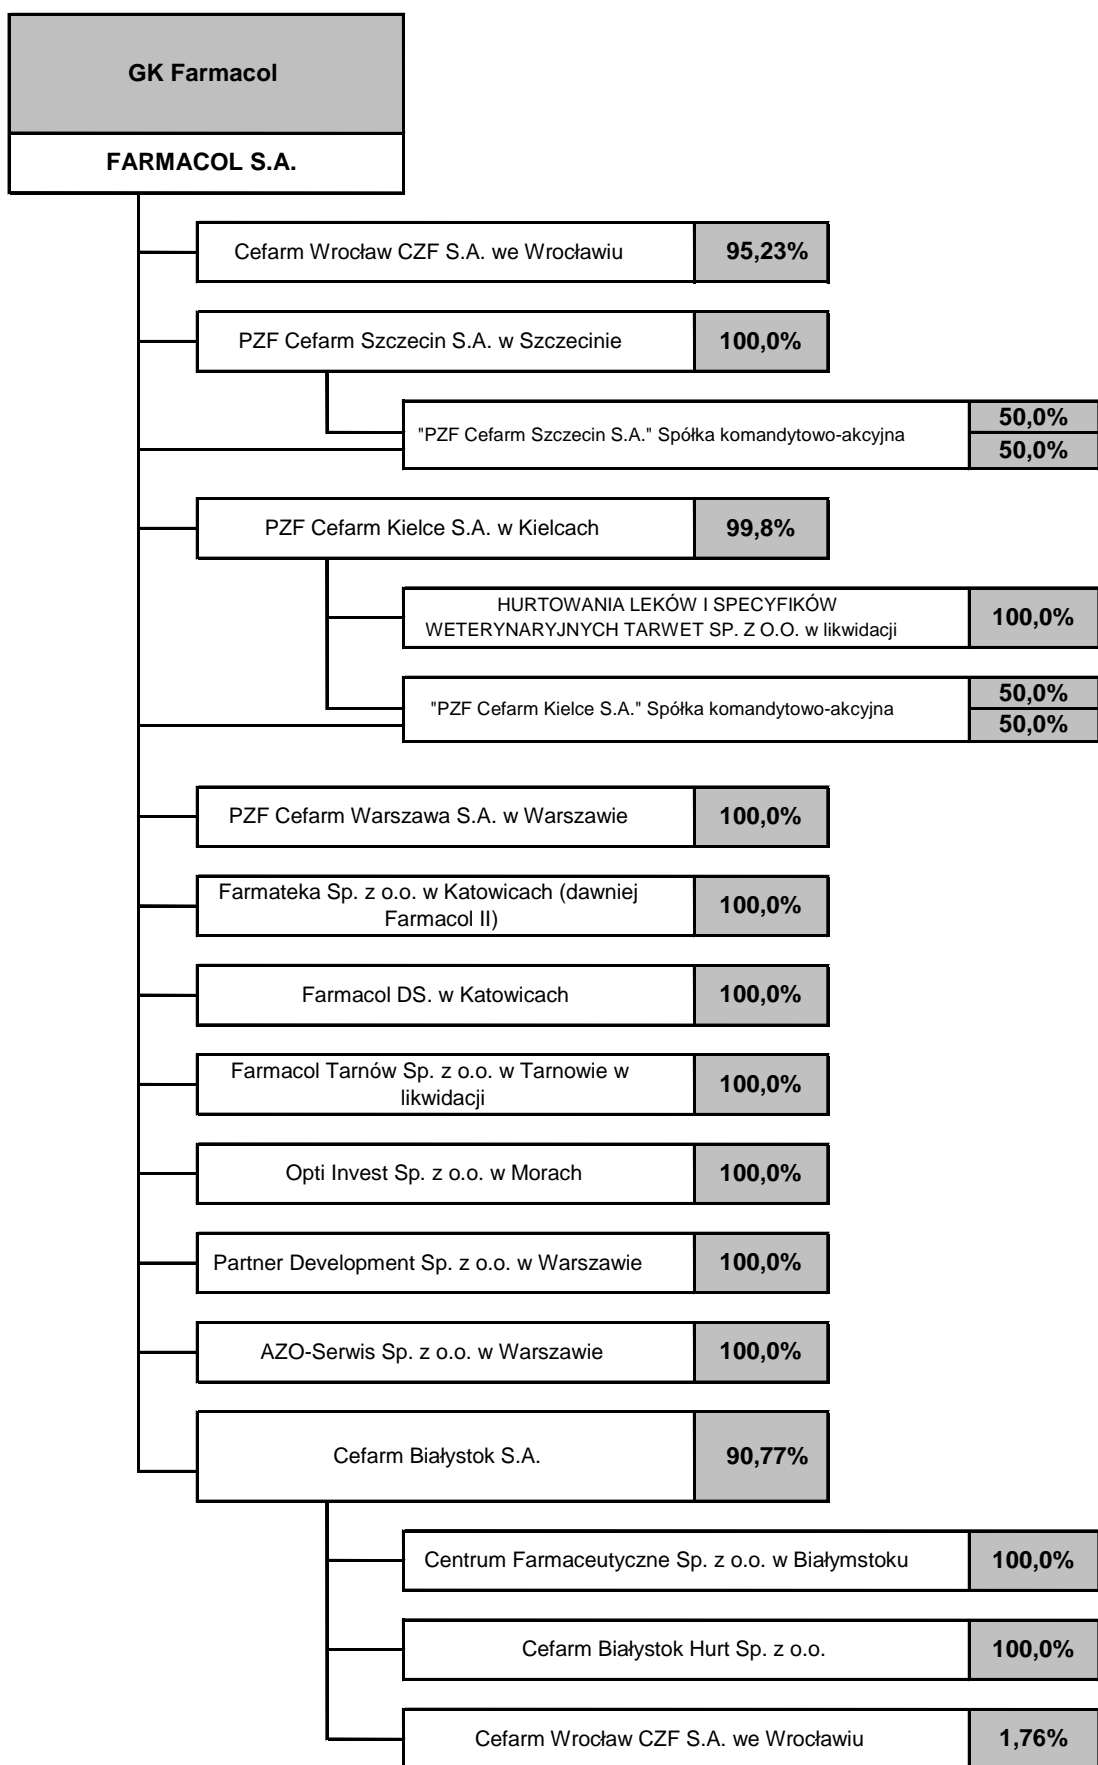 GK Farmacol
FARMACOL S.A.
Cefarm Wrocław CZF S.A. we Wrocławiu 95,23%
PZF Cefarm Szczecin S.A. w Szczecinie 100,0%
"PZF Cefarm Szczecin S.A." Spółka komandytowo-akcyjna 50,0%
50,0%
PZF Cefarm Kielce S.A. w Kielcach 99,8%
HURTOWANIA LEKÓW I SPECYFIKÓW
WETERYNARYJNYCH TARWET SP. Z O.O. w likwidacji 100,0%
"PZF Cefarm Kielce S.A." Spółka komandytowo-akcyjna 50,0%
50,0%
PZF Cefarm Warszawa S.A. w Warszawie 100,0%
Farmateka Sp. z o.o. w Katowicach (dawniej
Farmacol II) 100,0%
Farmacol DS. w Katowicach 100,0%
Farmacol Tarnów Sp. z o.o. w Tarnowie w
likwidacji 100,0%
Opti Invest Sp. z o.o. w Morach 100,0%
Partner Development Sp. z o.o. w Warszawie 100,0%
AZO-Serwis Sp. z o.o. w Warszawie 100,0%
Cefarm Białystok S.A. 90,77%
Centrum Farmaceutyczne Sp. z o.o. w Białymstoku 100,0%
Cefarm Białystok Hurt Sp. z o.o. 100,0%
Cefarm Wrocław CZF S.A. we Wrocławiu 1,76%